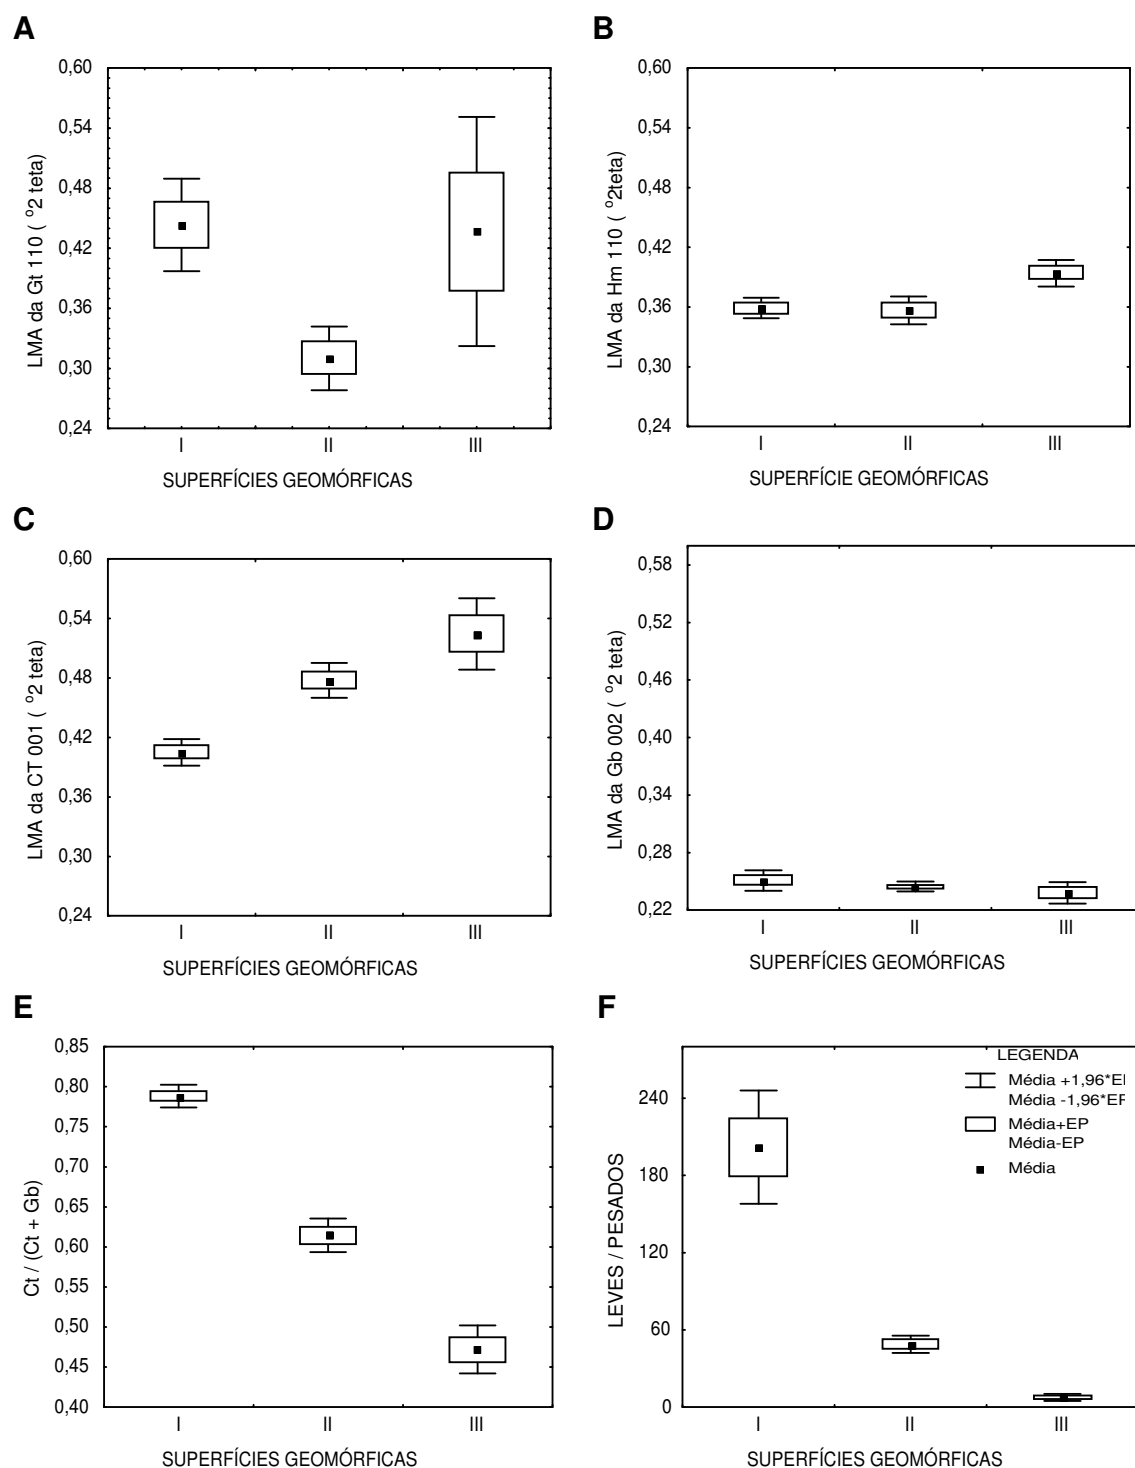 A
LMA da Gt 110 ( º2 teta)
0,60
0,54
0,48
0,42
0,36
0,30
0,24
I II III
SUPERFÍCIES GEOMÓRFICAS
B
LMA da Hm 110 ( º2teta)
0,60
0,54
0,48
0,42
0,36
0,30
0,24
I II III
SUPERFÍCIE GEOMÓRFICAS
C
LMA da CT 001 ( º2 teta)
0,60
0,54
0,48
0,42
0,36
0,30
0,24
I II III
SUPERFÍCIES GEOMÓRFICAS
D
LMA da Gb 002 ( º2 teta)
0,58
0,52
0,46
0,40
0,34
0,28
0,22
I II III
SUPERFÍCIES GEOMÓRFICAS
E
Ct / (Ct + Gb)
0,85
0,80
0,75
0,70
0,65
0,60
0,55
0,50
0,45
0,40
I II III
SUPERFÍCIES GEOMÓRFICAS
F
LEVES / PESADOS
240
180
120
60
0
LEGENDA
Média +1,96*E
Média -1,96*E
Média+EP
Média-EP
Média
I II III
SUPERFÍCIES GEOMÓRFICAS